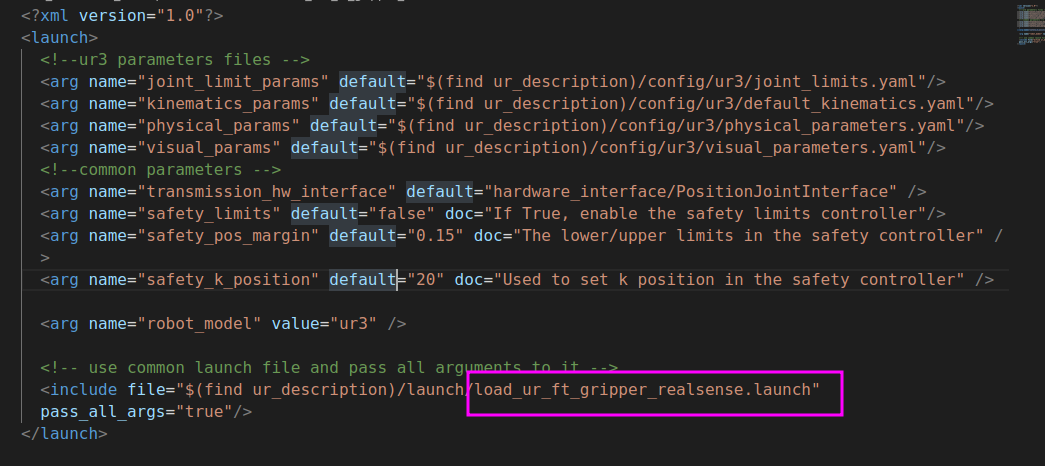 <?xml version="1.0"?>
<launch>
<!--ur3 parameters files -->
<arg name="joint_limit_params" default="$(find ur_description)/config/ur3/joint_limits.yaml"/>
<arg name="kinematics_params" default="$(find ur_description)/config/ur3/default_kinematics.yaml"/>
<arg name="physical_params" default="$(find ur_description)/config/ur3/physical_parameters.yaml"/>
<arg name="visual_params" default="$(find ur_description)/config/ur3/visual_parameters.yaml"/>
<!--common parameters -->
<arg name="transmission_hw_interface" default="hardware_interface/PositionJointInterface" />
<arg name="safety_limits" default="false" doc="If True, enable the safety limits controller"/>
<arg name="safety_pos_margin" default="0.15" doc="The lower/upper limits in the safety controller" /
>
<arg name="safety_k_position" default="20" doc="Used to set k position in the safety controller" />
<arg name="robot_model" value="ur3" />
<!-- use common launch file and pass all arguments to it -->
<include file="$(find ur_description)/launch/load_ur_ft_gripper_realsense.launch"
pass_all_args="true"/>
</launch>